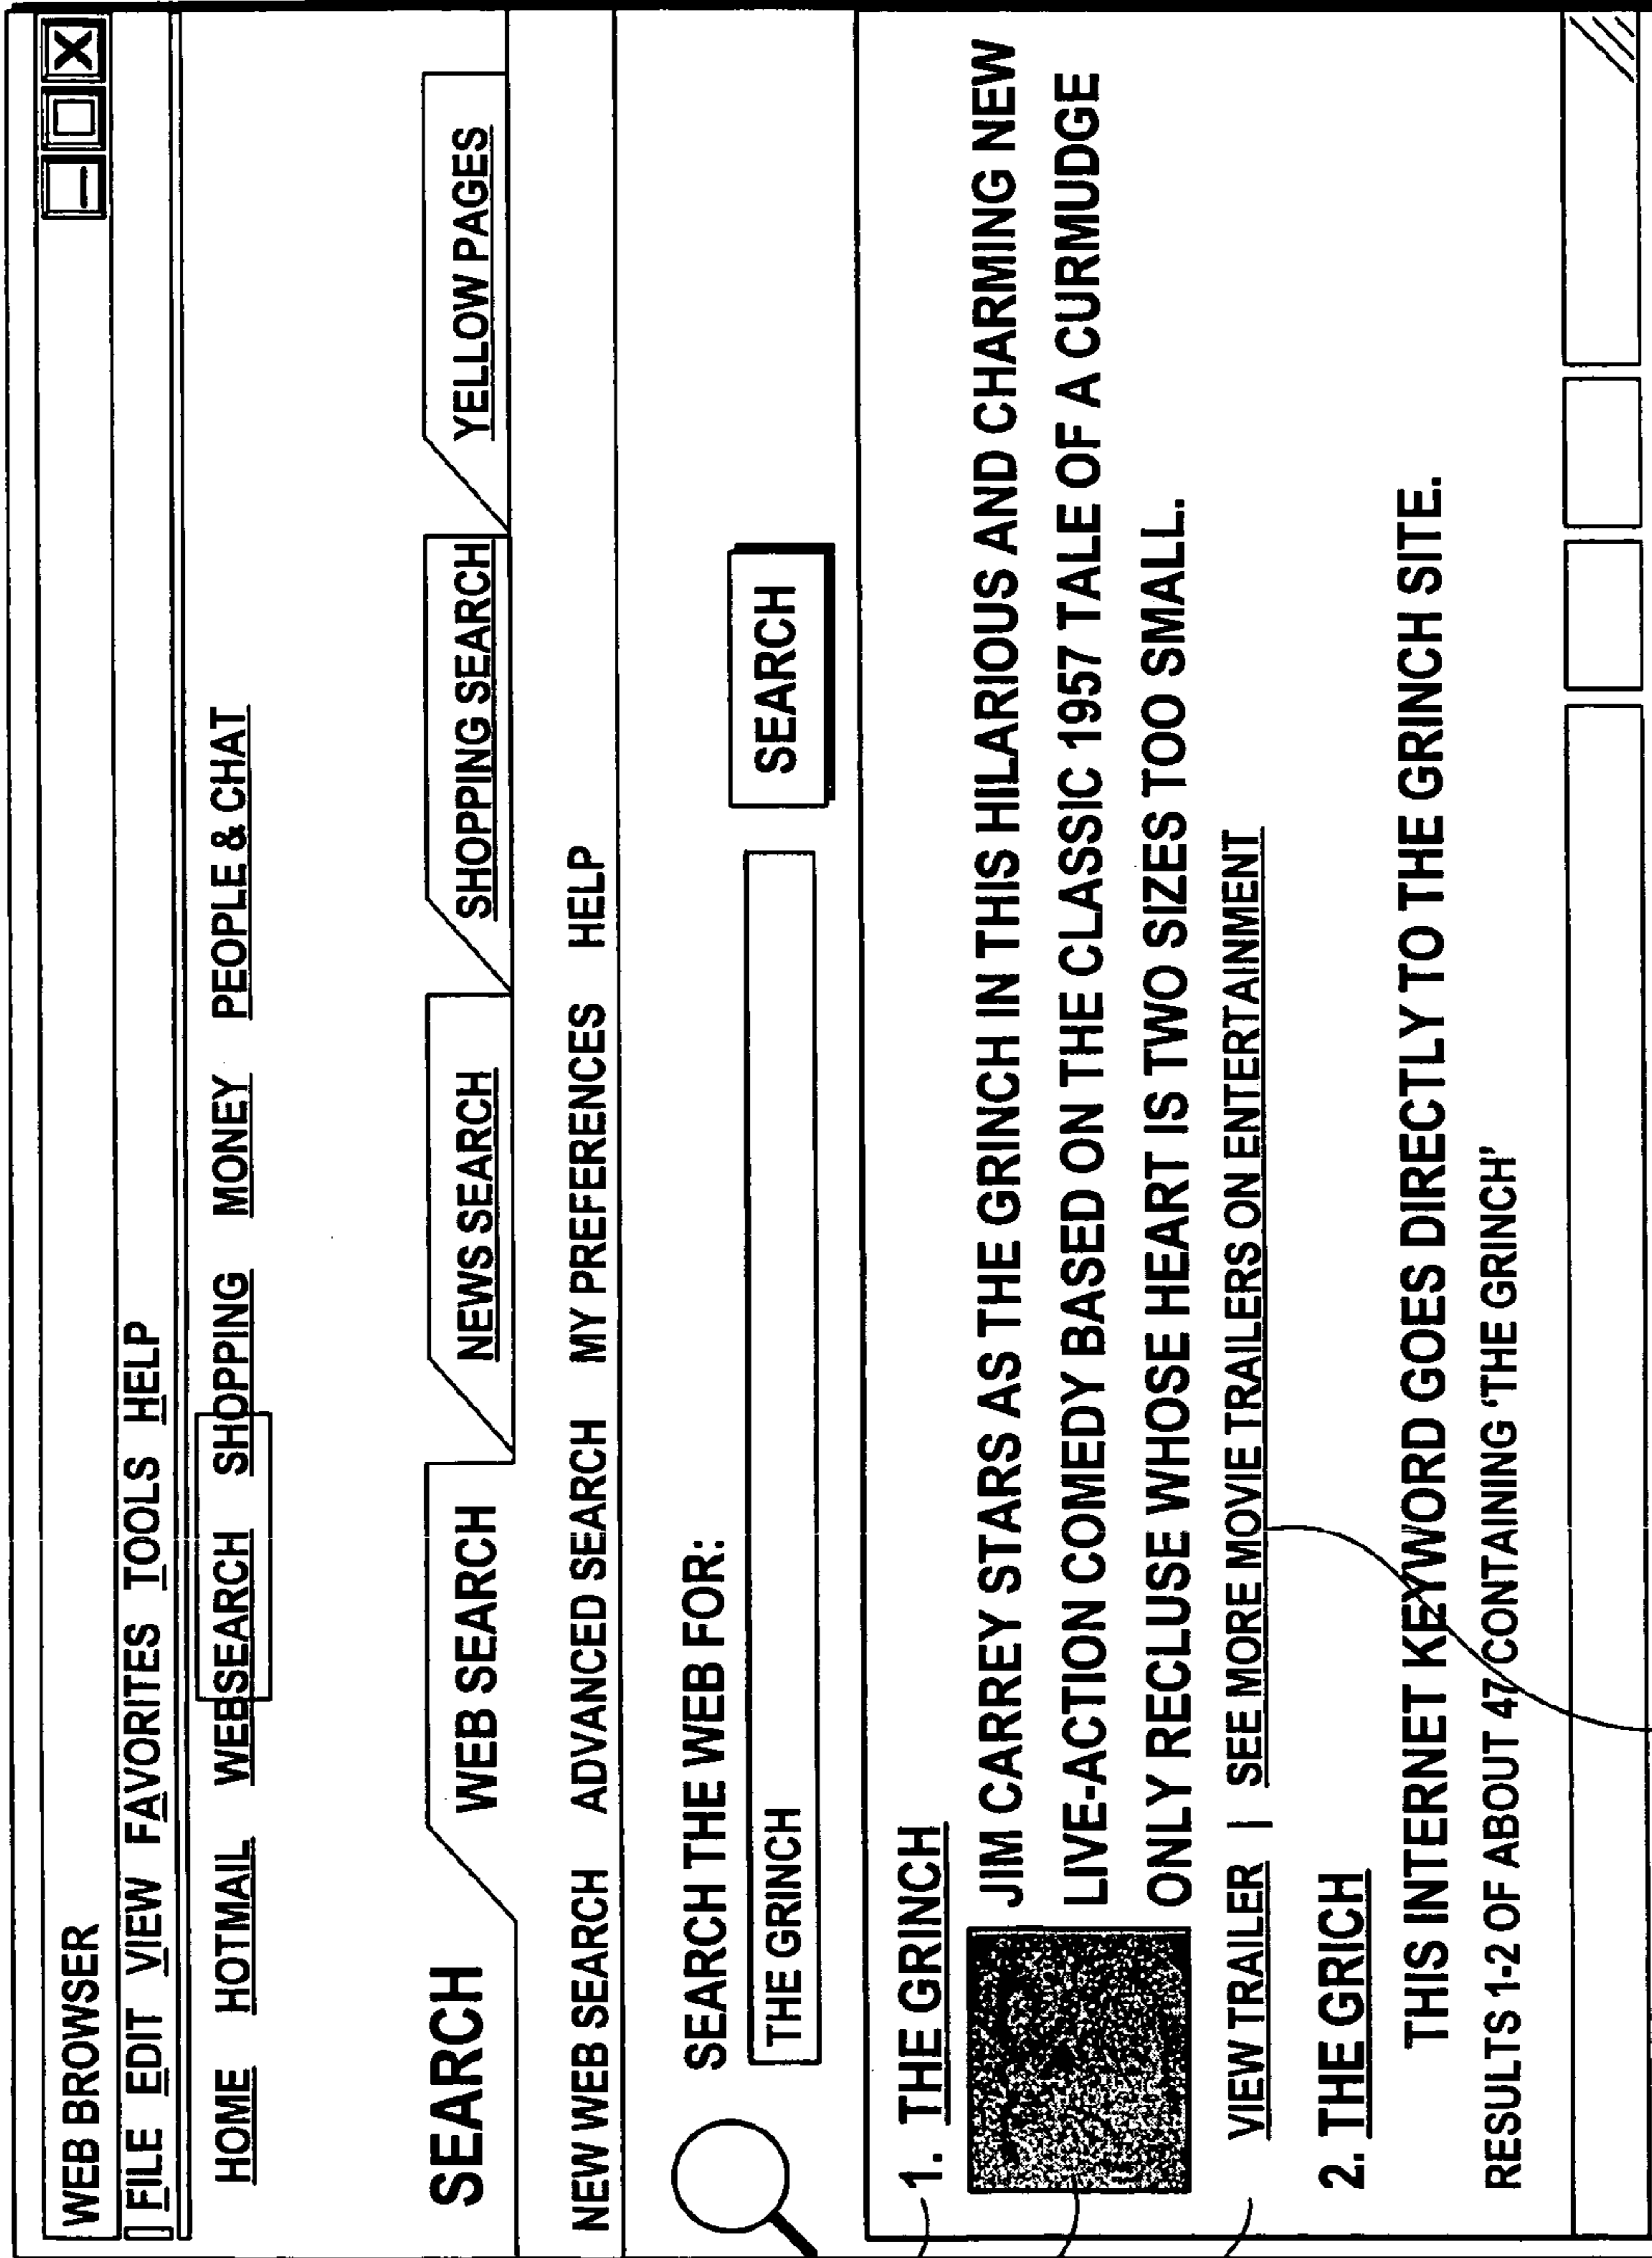 WEB BROWSER
FILE EDIT VIEW FAVORITES TOOLS HELP
HOME HOTMAIL WEBSEARCH SHOPPING MONEY PEOPLE & CHAT
SEARCH WEB SEARCH NEWS SEARCH SHOPPING SEARCH YELLOW PAGES
NEW WEB SEARCH ADVANCED SEARCH MY PREFERENCES HELP
SEARCH THE WEB FOR:
THE GRINCH SEARCH
1. THE GRINCH
JIM CARREY STARS AS THE GRINCH IN THIS HILARIOUS AND CHARMING NEW
LIVE-ACTION COMEDY BASED ON THE CLASSIC 1957 TALE OF A CURMUDGE
ONLY RECLUSE WHOSE HEART IS TWO SIZES TOO SMALL.
VIEW TRAILER | SEE MORE MOVIE TRAILERS ON ENTERTAINMENT
2. THE GRICH
THIS INTERNET KEYWORD GOES DIRECTLY TO THE GRINCH SITE.
RESULTS 1-2 OF ABOUT 47 CONTAINING 'THE GRINCH'